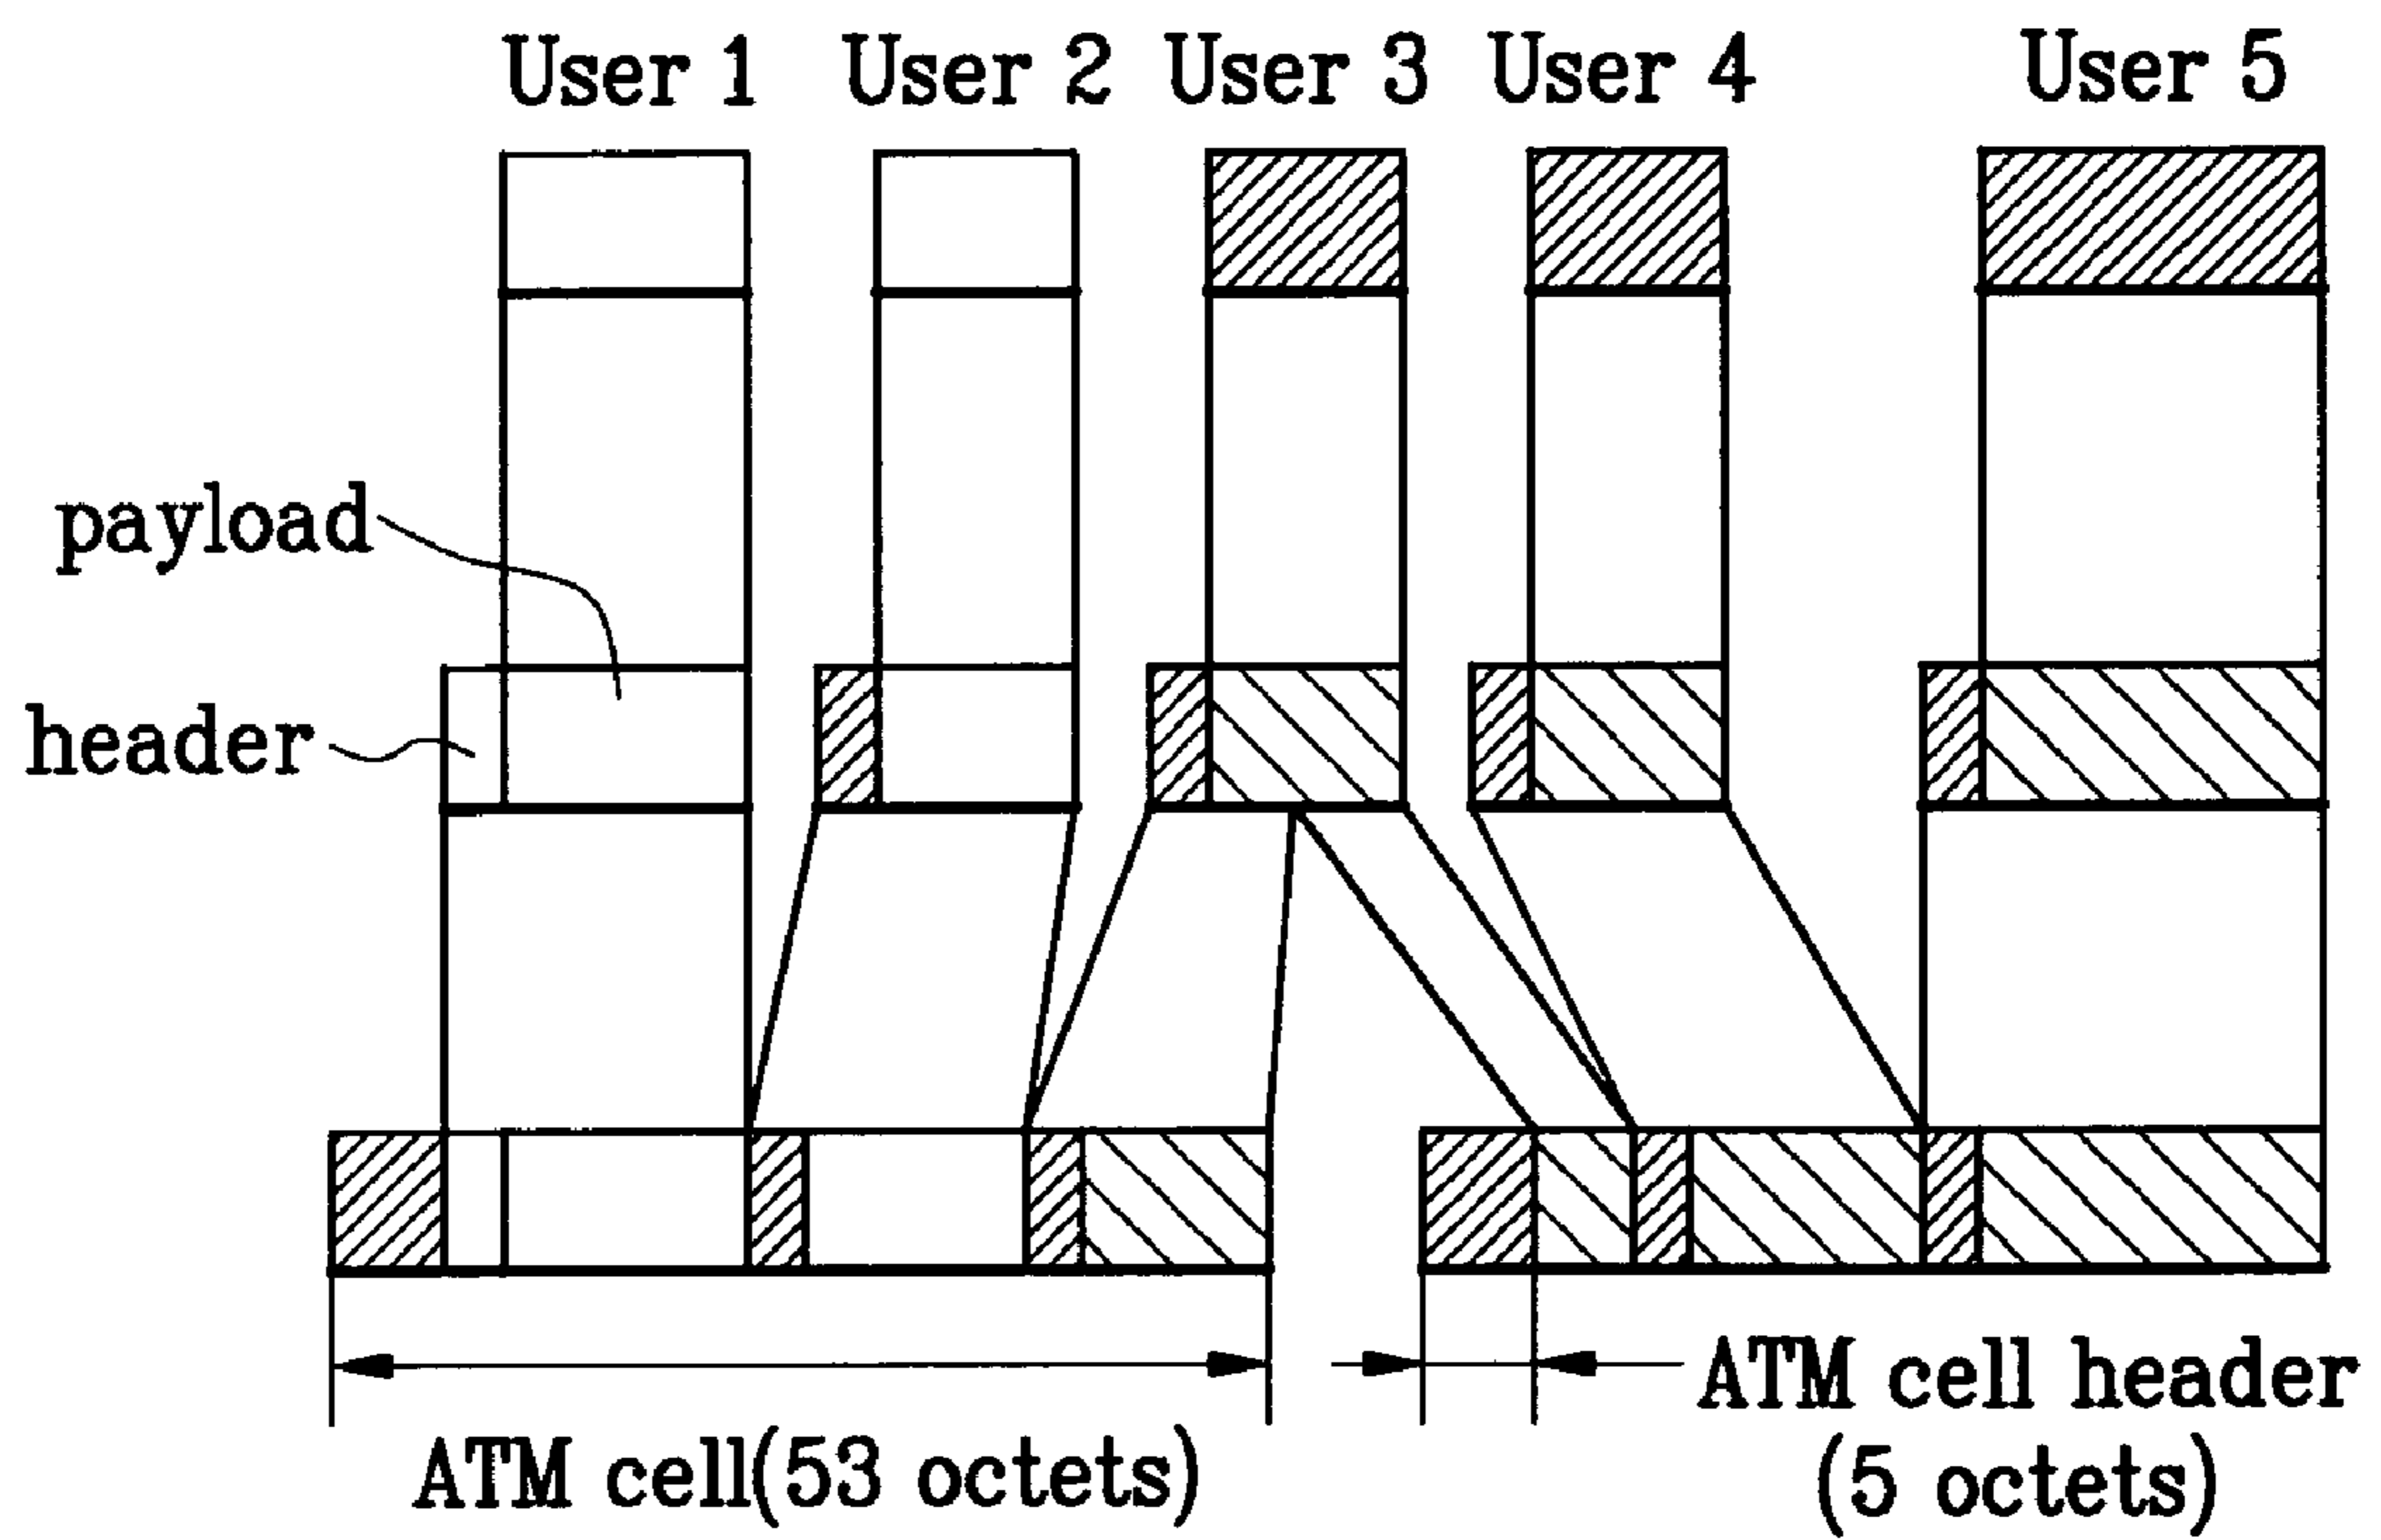 User 1 User 2 User 3 User 4 User 5
payload
header
ATM cell header
ATM cell(53 octets)
(5 octets)